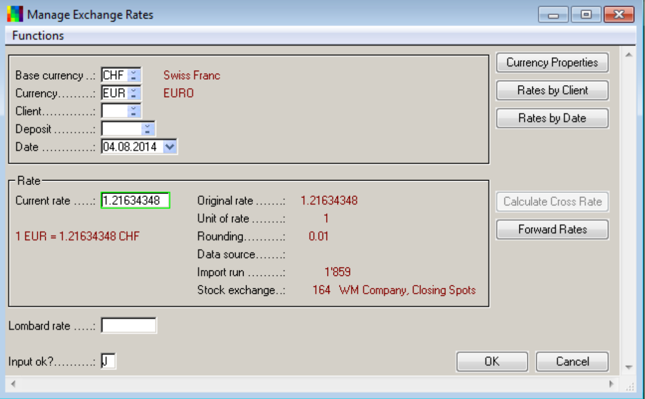 Manage Exchange Rates
Functions
Base currency ..: CHF Swiss Franc
Currency.........: EUR EURO
Client.............:
Deposit ..........:
Date .............: 04.08.2014
Currency Properties
Rates by Client
Rates by Date
Rate
Current rate .....: 1.21634348 Original rate .......: 1.21634348
Unit of rate ........: 1
1 EUR = 1.21634348 CHF Rounding..........: 0.01
Data source.......:
Import run .........: 1'859
Stock exchange..: 164 WM Company, Closing Spots
Calculate Cross Rate
Forward Rates
Lombard rate .....:
Input ok?..........: J
OK Cancel